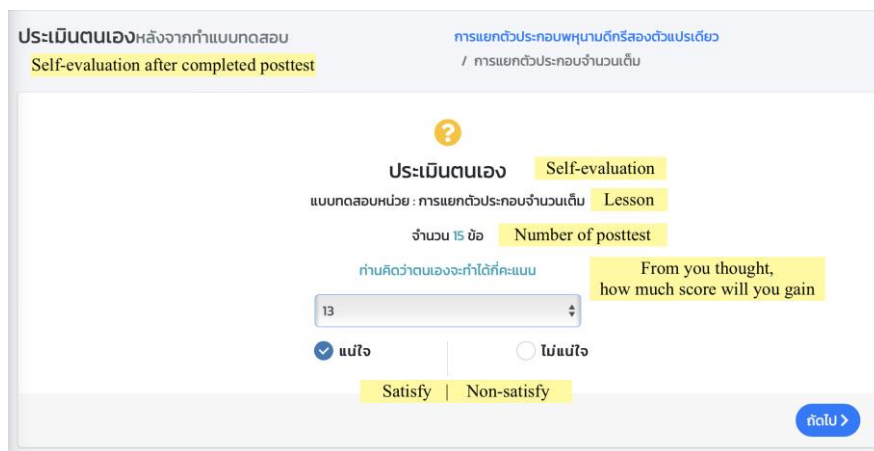 ประเมินตนเองหลังจากทำแบบทดสอบ
Self-evaluation after completed posttest
การแยกตัวประกอบพหุนามดีกรีสองตัวแปรเดียว
/ การแยกตัวประกอบจำนวนเต็ม
?
ประเมินตนเอง Self-evaluation
แบบทดสอบหน่วย : การแยกตัวประกอบจำนวนเต็ม Lesson
จำนวน 15 ข้อ Number of posttest
ท่านคิดว่าตนเองจะทำได้กี่คะแนน
From you thought,
how much score will you gain
13
แน่ใจ ไม่แน่ใจ
Satisfy | Non-satisfy
ถัดไป >